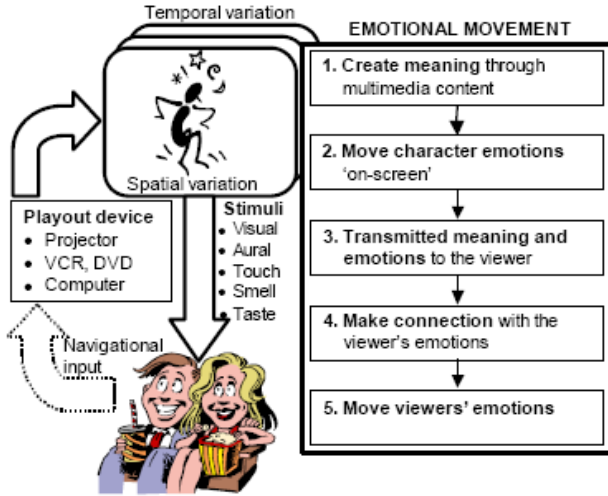 Temporal variation
Spatial variation
Playout device
• Projector
• VCR, DVD
• Computer
Stimuli
• Visual
• Aural
• Touch
• Smell
• Taste
Navigational
input
EMOTIONAL MOVEMENT
1. Create meaning through
multimedia content
2. Move character emotions
‘on-screen’
3. Transmitted meaning and
emotions to the viewer
4. Make connection with the
viewer’s emotions
5. Move viewers’ emotions